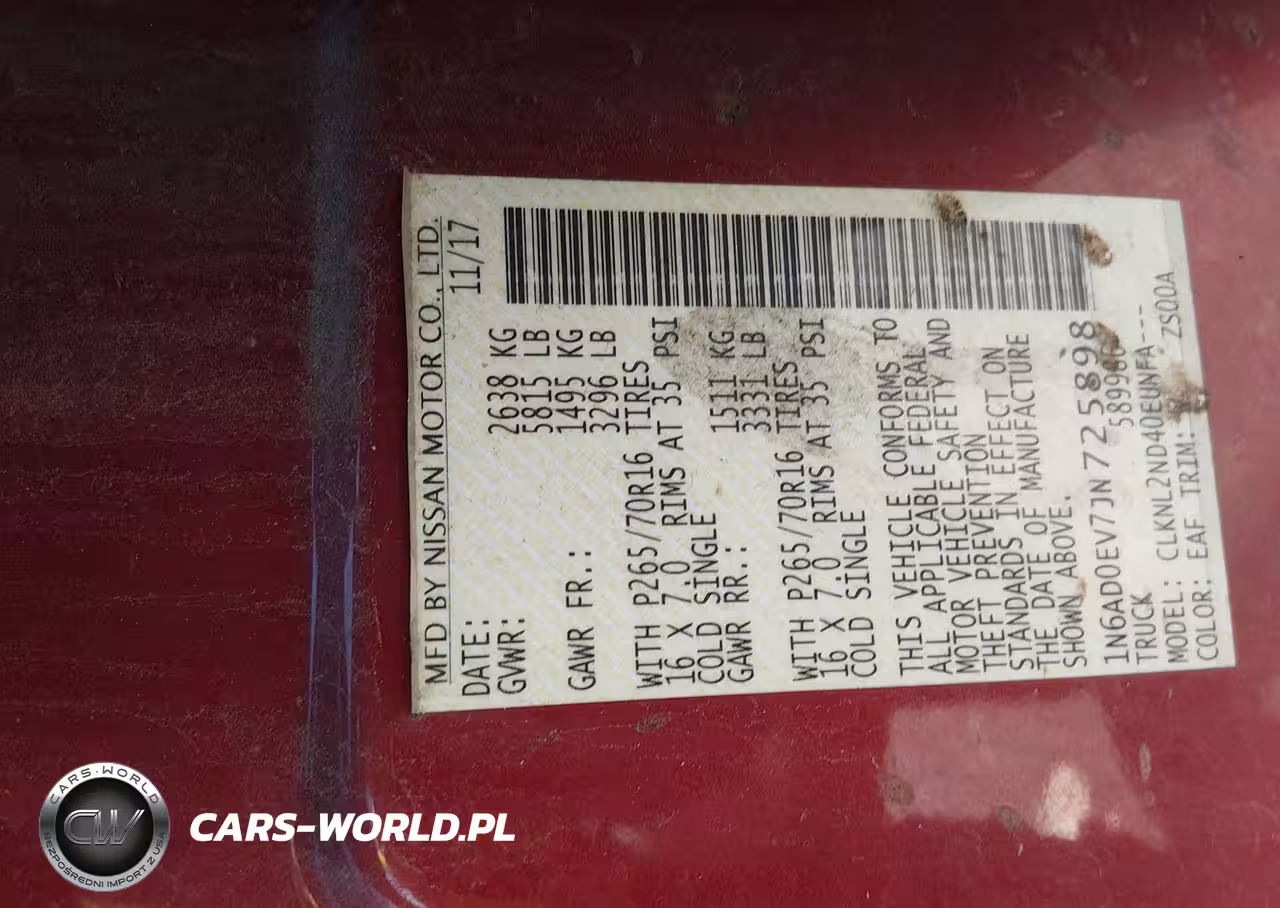 MFD BY NISSAN MOTOR CO., LTD.
DATE: 11/17
GVWR: 2638 KG
5815 LB
GAWR FR.: 1495 KG
3296 LB
WITH P265/70R16 TIRES
16 X 7.0 RIMS AT 35 PSI
COLD SINGLE
GAWR RR.: 1511 KG
3331 LB
WITH P265/70R16 TIRES
16 X 7.0 RIMS AT 35 PSI
COLD SINGLE
THIS VEHICLE CONFORMS TO
ALL APPLICABLE FEDERAL
MOTOR VEHICLE SAFETY AND
THEFT PREVENTION
STANDARDS IN EFFECT ON
THE DATE OF MANUFACTURE
SHOWN ABOVE.
1N6AD0EV7JN725898
TRUCK
MODEL: CLKNL2ND40EUNFA---
COLOR: EAF TRIM: ZS00A
CARS-WORLD
CW
BEZPOŚREDNI IMPORT Z USA
CARS-WORLD.PL